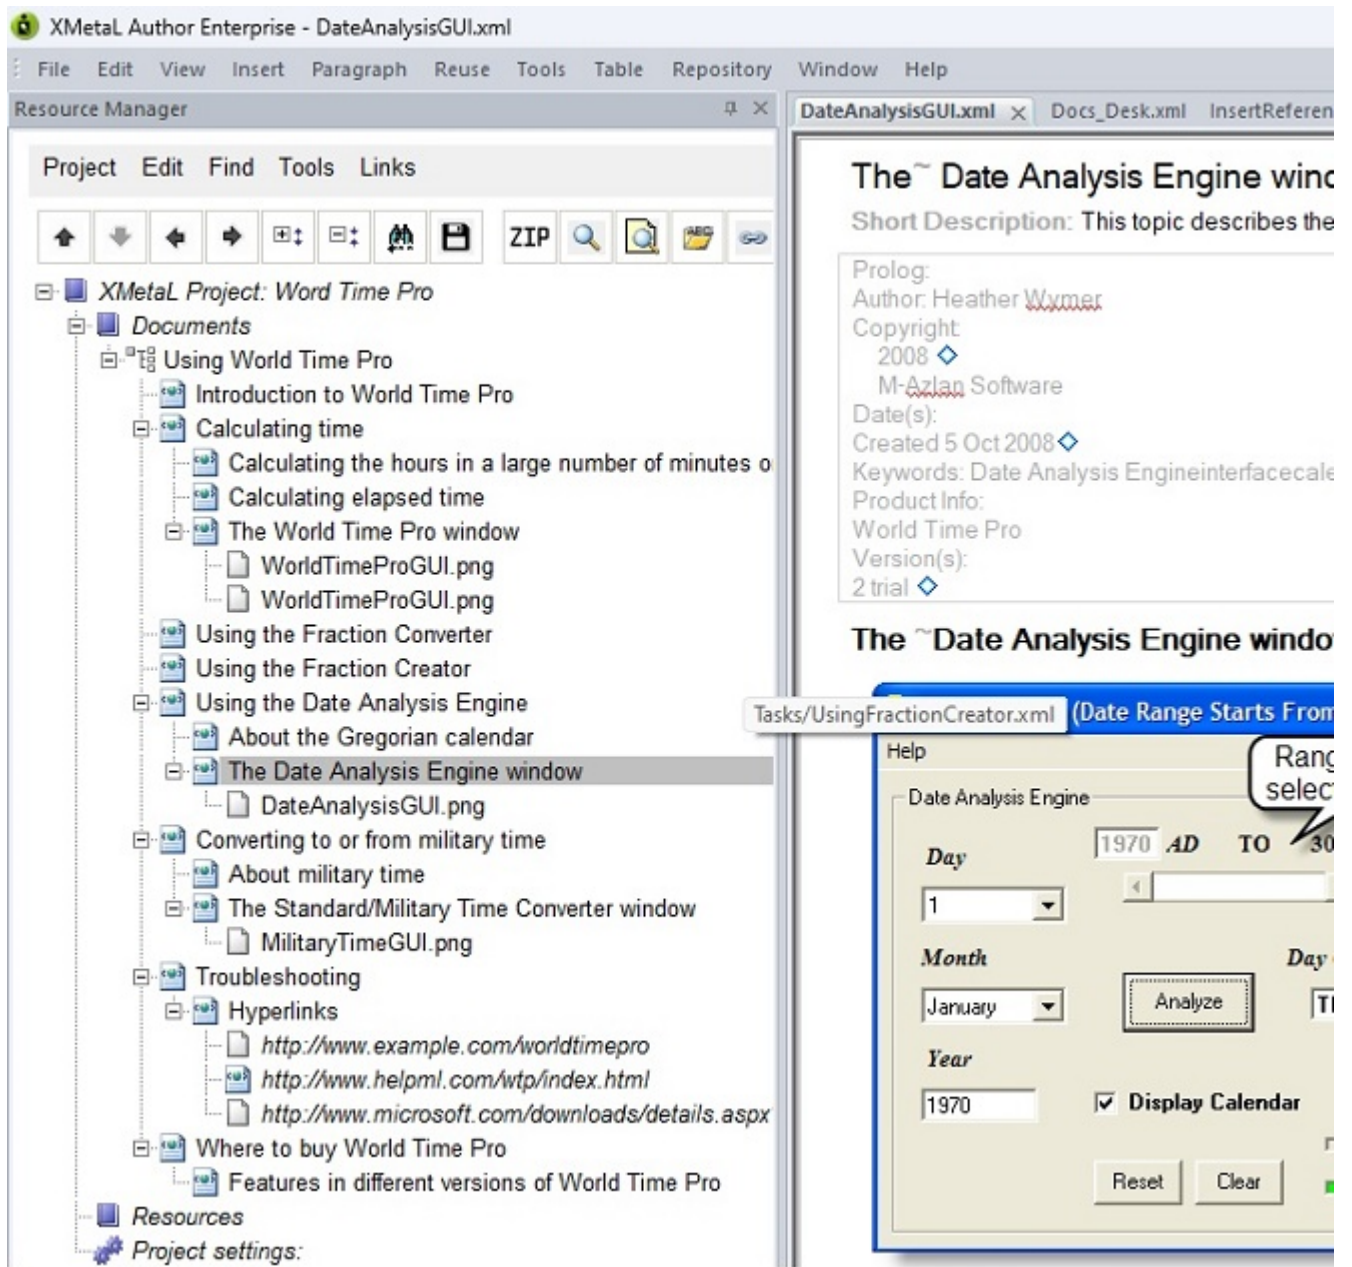 XMetaL Author Enterprise - DateAnalysisGUI.xml
File Edit View Insert Paragraph Reuse Tools Table Repository Window Help
Resource Manager
Project Edit Find Tools Links
ZIP
XMetaL Project: Word Time Pro
Documents
Using World Time Pro
Introduction to World Time Pro
Calculating time
Calculating the hours in a large number of minutes o
Calculating elapsed time
The World Time Pro window
WorldTimeProGUI.png
WorldTimeProGUI.png
Using the Fraction Converter
Using the Fraction Creator
Using the Date Analysis Engine
About the Gregorian calendar
The Date Analysis Engine window
DateAnalysisGUI.png
Converting to or from military time
About military time
The Standard/Military Time Converter window
MilitaryTimeGUI.png
Troubleshooting
Hyperlinks
http://www.example.com/worldtimepro
http://www.helpml.com/wtp/index.html
http://www.microsoft.com/downloads/details.aspx
Where to buy World Time Pro
Features in different versions of World Time Pro
Resources
Project settings:
DateAnalysisGUI.xml Docs_Desk.xml InsertReferen
The~ Date Analysis Engine wind
Short Description: This topic describes the
Prolog:
Author: Heather Wymer
Copyright:
2008
M-Azlan Software
Date(s):
Created 5 Oct 2008
Keywords: Date Analysis Engineinterfacecale
Product Info:
World Time Pro
Version(s):
2 trial
The ~Date Analysis Engine windo
Tasks/UsingFractionCreator.xml
(Date Range Starts From
Help
Rang
select
Date Analysis Engine
1970 AD TO 30
Day
1
Month
Day
January
Analyze
Year
1970
Display Calendar
Reset Clear